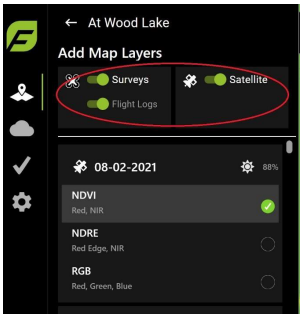 ← At Wood Lake
Add Map Layers
Surveys
Satellite
Flight Logs
08-02-2021 88%
NDVI
Red, NIR
NDRE
Red Edge, NIR
RGB
Red, Green, Blue